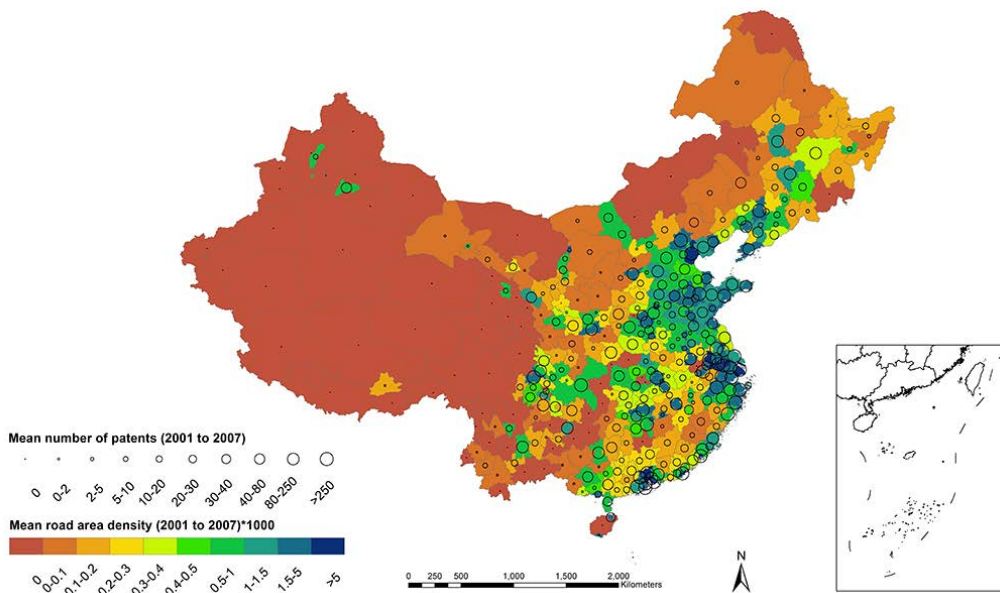 Mean number of patents (2001 to 2007)
0 0-2 2-5 5-10 10-20 20-30 30-40 40-80 80-250 >250
Mean road area density (2001 to 2007)*1000
0 0-0.1 0.1-0.2 0.2-0.3 0.3-0.4 0.4-0.5 0.5-1 1-1.5 1.5-5 >5
0 250 500 1,000 1,500 2,000
Kilometers
N